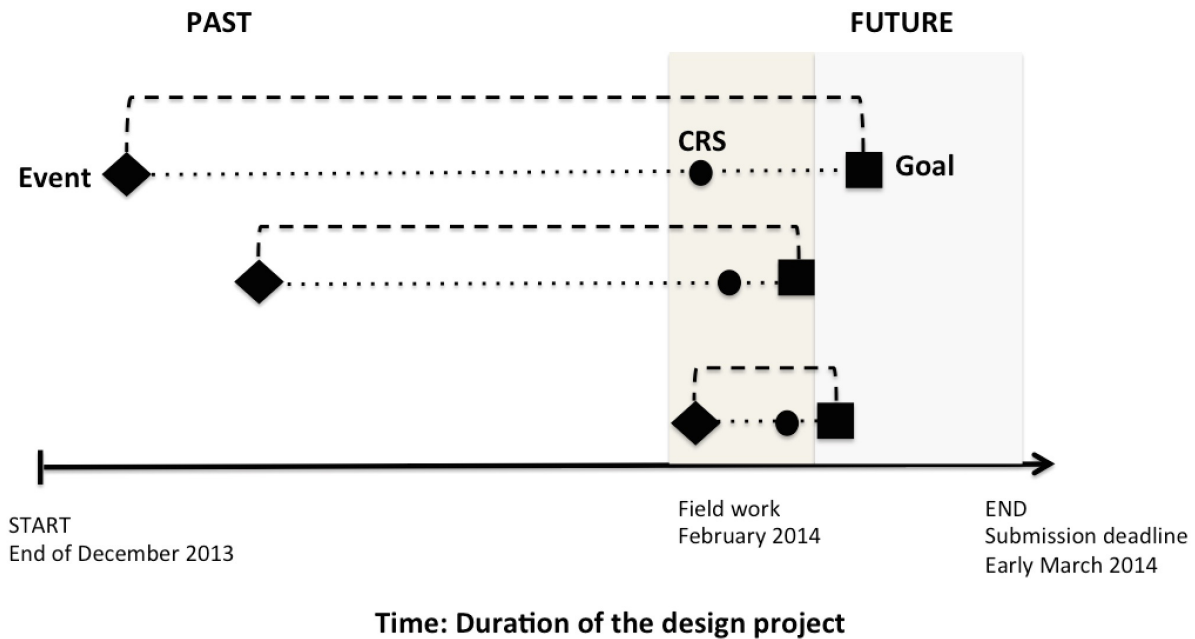 PAST
FUTURE
CRS
Event
Goal
START
End of December 2013
Field work
February 2014
END
Submission deadline
Early March 2014
Time: Duration of the design project